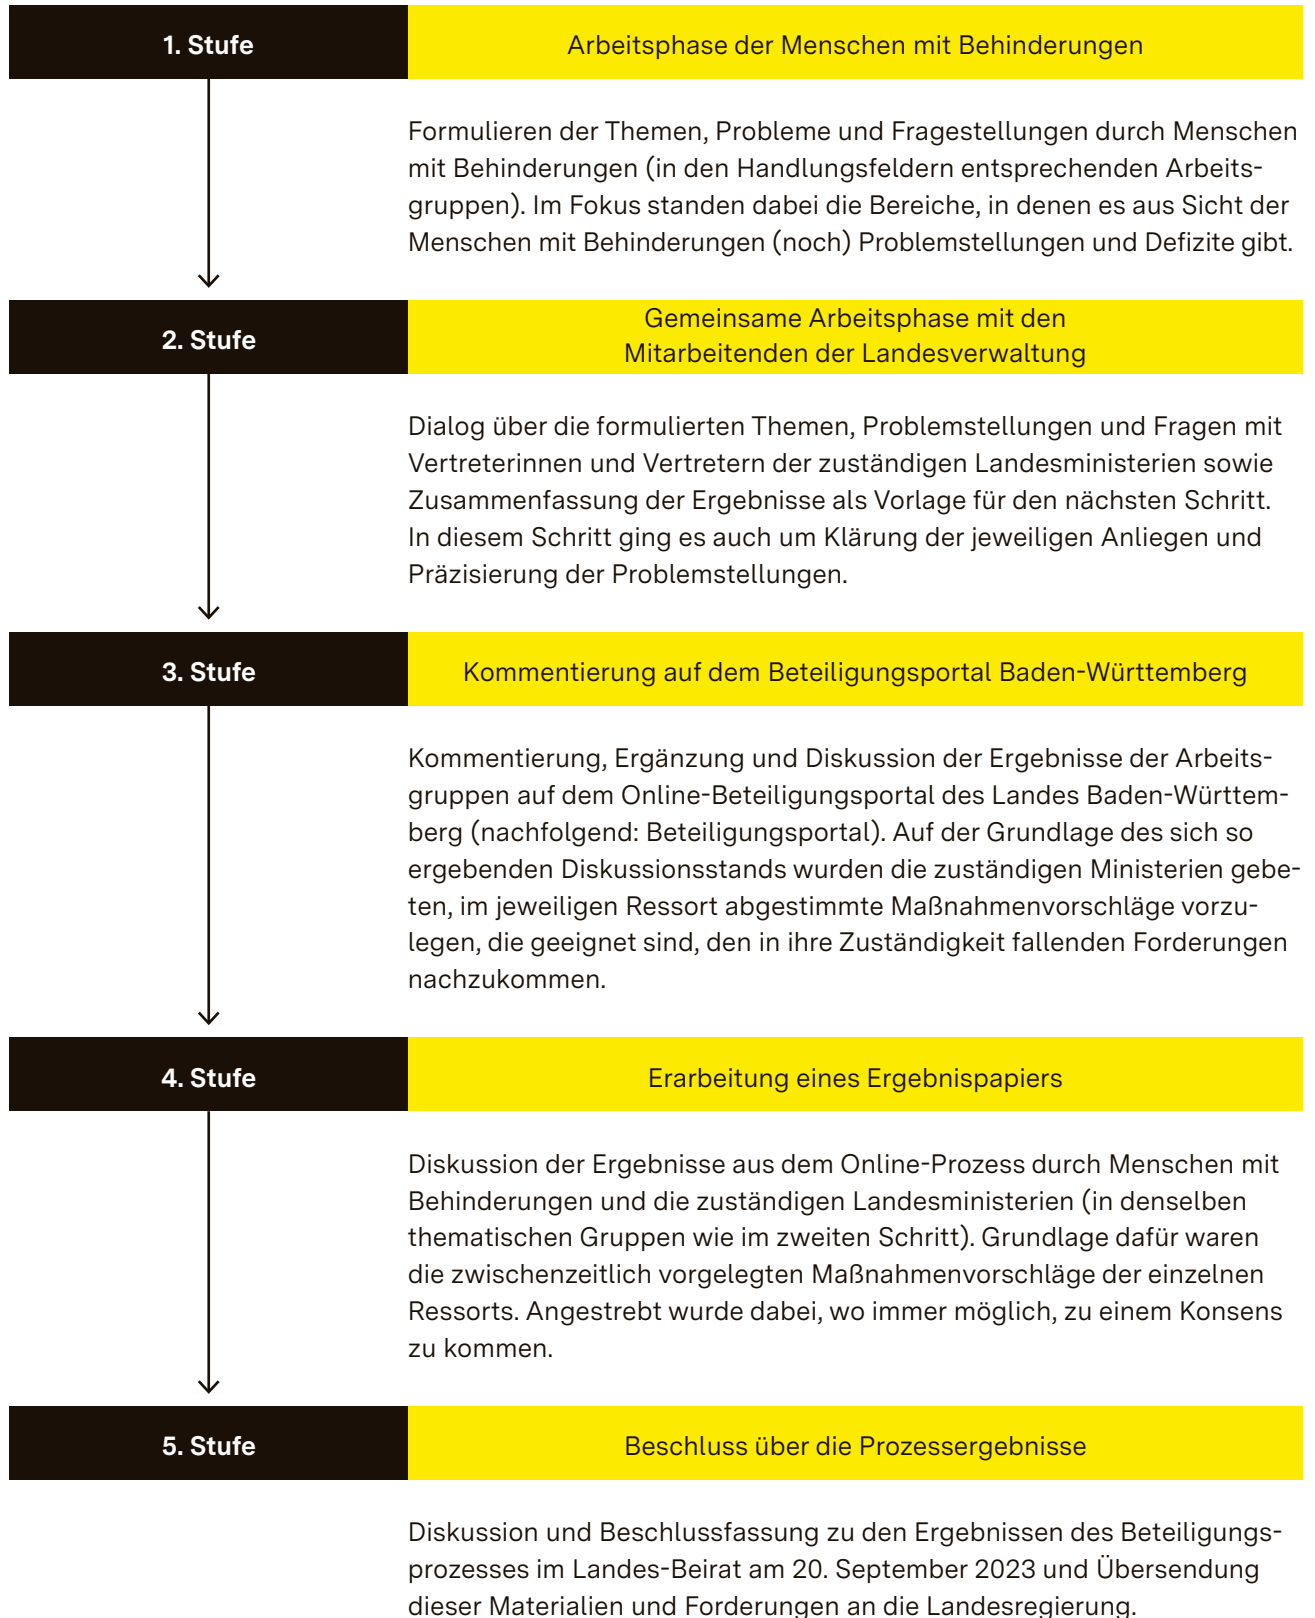 1. Stufe
Arbeitsphase der Menschen mit Behinderungen
Formulieren der Themen, Probleme und Fragestellungen durch Menschen
mit Behinderungen (in den Handlungsfeldern entsprechenden Arbeits-
gruppen). Im Fokus standen dabei die Bereiche, in denen es aus Sicht der
Menschen mit Behinderungen (noch) Problemstellungen und Defizite gibt.
2. Stufe
Gemeinsame Arbeitsphase mit den
Mitarbeitenden der Landesverwaltung
Dialog über die formulierten Themen, Problemstellungen und Fragen mit
Vertreterinnen und Vertretern der zuständigen Landesministerien sowie
Zusammenfassung der Ergebnisse als Vorlage für den nächsten Schritt.
In diesem Schritt ging es auch um Klärung der jeweiligen Anliegen und
Präzisierung der Problemstellungen.
3. Stufe
Kommentierung auf dem Beteiligungsportal Baden-Württemberg
Kommentierung, Ergänzung und Diskussion der Ergebnisse der Arbeits-
gruppen auf dem Online-Beteiligungsportal des Landes Baden-Württem-
berg (nachfolgend: Beteiligungsportal). Auf der Grundlage des sich so
ergebenden Diskussionsstands wurden die zuständigen Ministerien gebe-
ten, im jeweiligen Ressort abgestimmte Maßnahmenvorschläge vorzu-
legen, die geeignet sind, den in ihre Zuständigkeit fallenden Forderungen
nachzukommen.
4. Stufe
Erarbeitung eines Ergebnispapiers
Diskussion der Ergebnisse aus dem Online-Prozess durch Menschen mit
Behinderungen und die zuständigen Landesministerien (in denselben
thematischen Gruppen wie im zweiten Schritt). Grundlage dafür waren
die zwischenzeitlich vorgelegten Maßnahmenvorschläge der einzelnen
Ressorts. Angestrebt wurde dabei, wo immer möglich, zu einem Konsens
zu kommen.
5. Stufe
Beschluss über die Prozessergebnisse
Diskussion und Beschlussfassung zu den Ergebnissen des Beteiligungs-
prozesses im Landes-Beirat am 20. September 2023 und Übersendung
dieser Materialien und Forderungen an die Landesregierung.